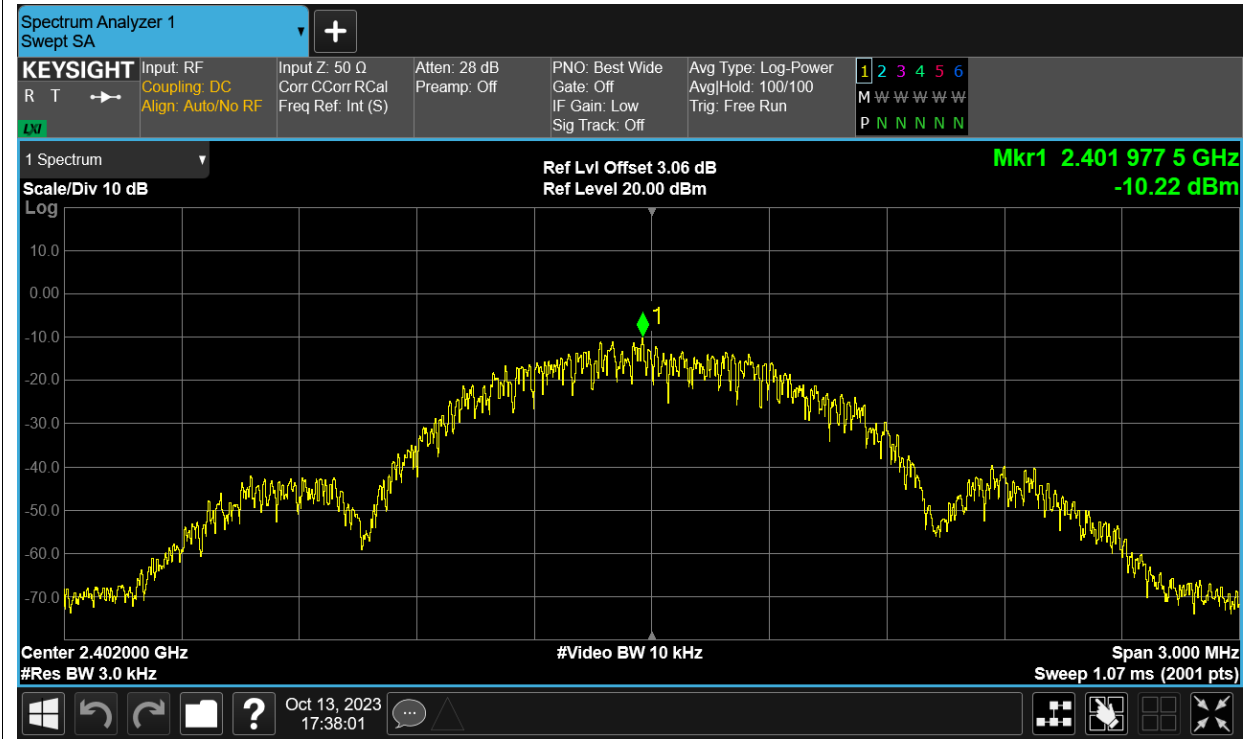 Spectrum Analyzer 1
Swept SA
KEYSIGHT
R T
LXI
Input: RF
Coupling: DC
Align: Auto/No RF
Input Z: 50 Ω
Corr CCorr RCal
Freq Ref: Int (S)
Atten: 28 dB
Preamp: Off
PNO: Best Wide
Gate: Off
IF Gain: Low
Sig Track: Off
Avg Type: Log-Power
Avg|Hold: 100/100
Trig: Free Run
1 2 3 4 5 6
M W W W W W W
P N N N N N N
1 Spectrum
Scale/Div 10 dB
Log
Ref Lvl Offset 3.06 dB
Ref Level 20.00 dBm
Mkr1 2.401 977 5 GHz
-10.22 dBm
10.0
0.00
1
-10.0
-20.0
-30.0
-40.0
-50.0
-60.0
-70.0
Center 2.402000 GHz
#Video BW 10 kHz
Span 3.000 MHz
#Res BW 3.0 kHz
Sweep 1.07 ms (2001 pts)
?
Oct 13, 2023
17:38:01